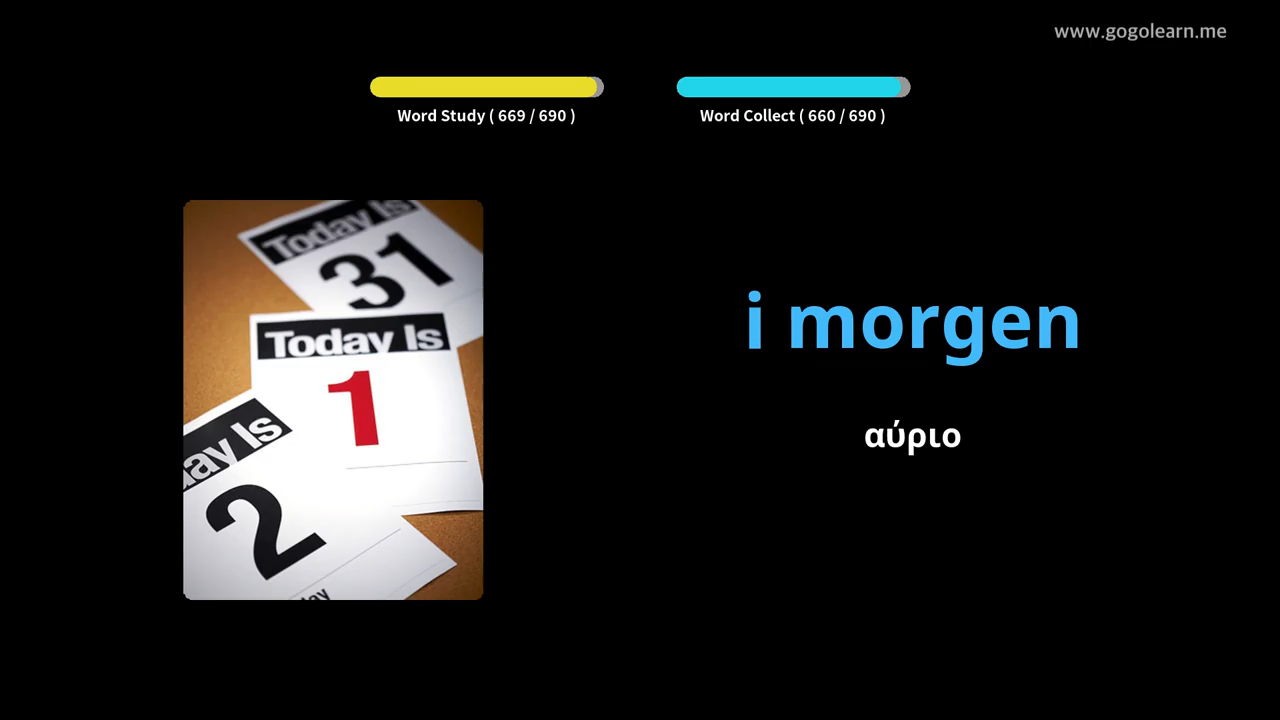 www.gogolearn.me
Word Study ( 669 / 690 )
Word Collect ( 660 / 690 )
Today Is
31
Today Is
1
ay Is
2
i morgen
αύριο